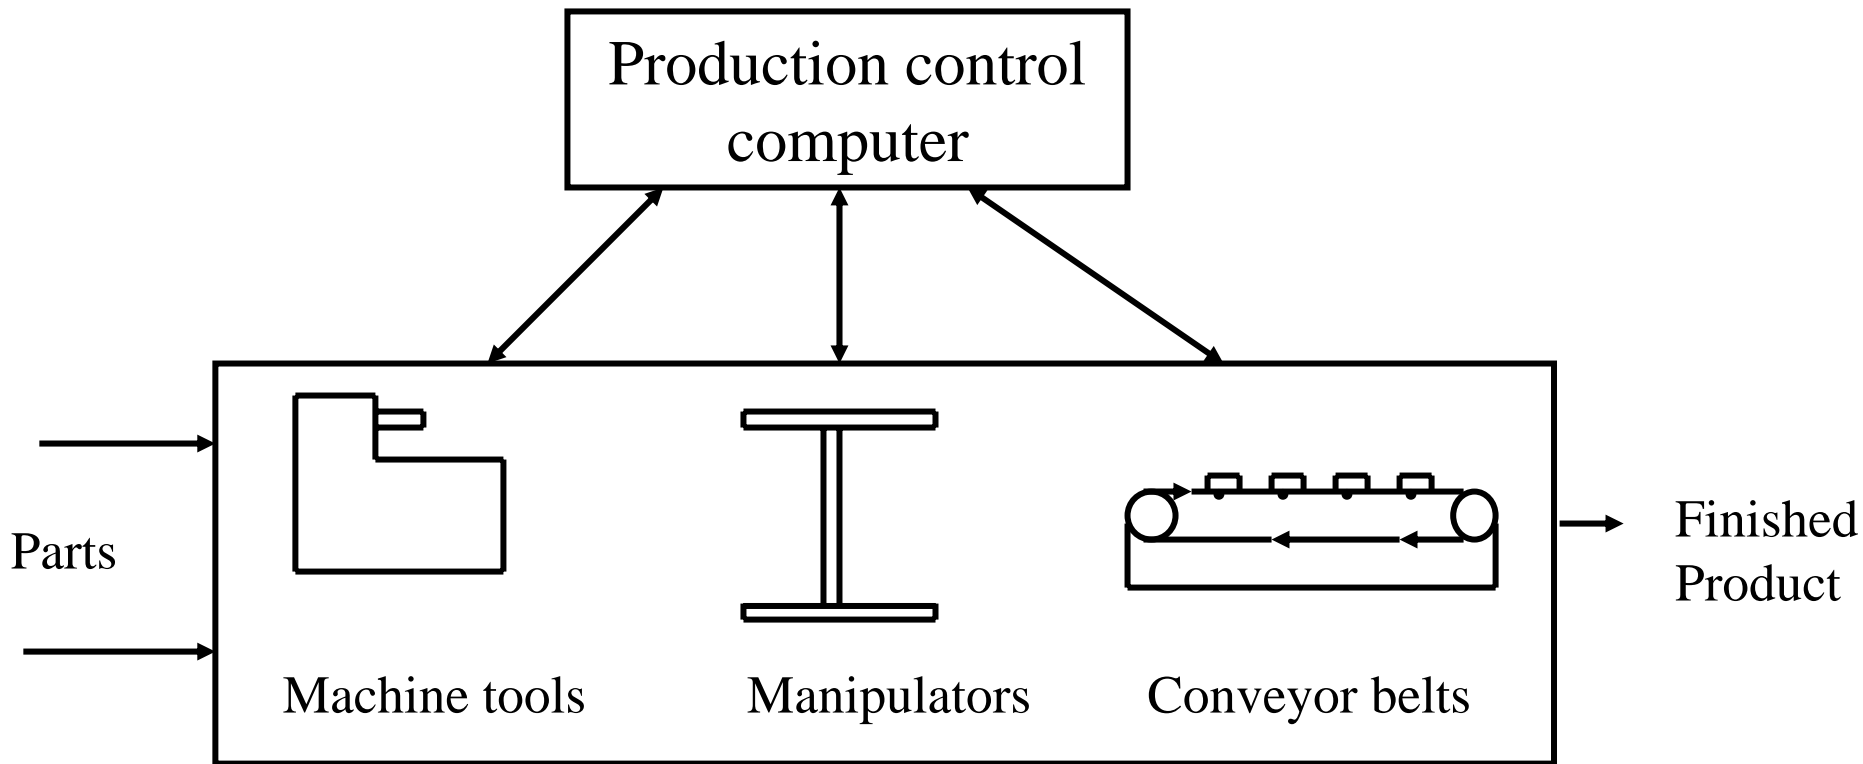 Production control
computer
Parts
Finished
Product
Machine tools
Manipulators
Conveyor belts